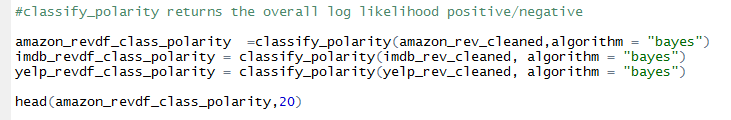 #classify_polarity returns the overall log likelihood positive/negative
amazon_revdf_class_polarity  =classify_polarity(amazon_rev_cleaned,algorithm = "bayes")
imdb_revdf_class_polarity = classify_polarity(imdb_rev_cleaned, algorithm = "bayes")
yelp_revdf_class_polarity = classify_polarity(yelp_rev_cleaned, algorithm = "bayes")
head(amazon_revdf_class_polarity,20)